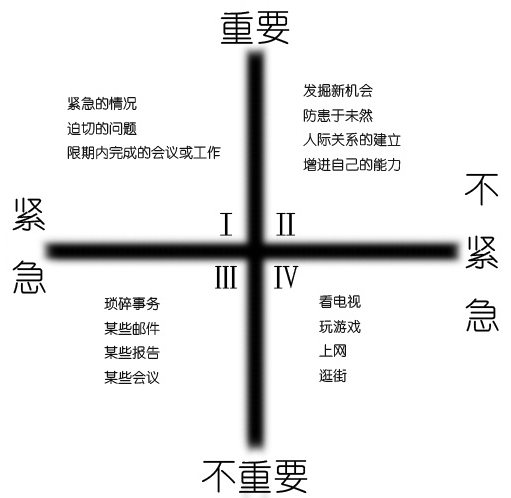 重要
紧急的情况
迫切的问题
限期内完成的会议或工作
发掘新机会
防患于未然
人际关系的建立
增进自己的能力
紧急
不紧急
I
II
III
IV
琐碎事务
某些邮件
某些报告
某些会议
看电视
玩游戏
上网
逛街
不重要